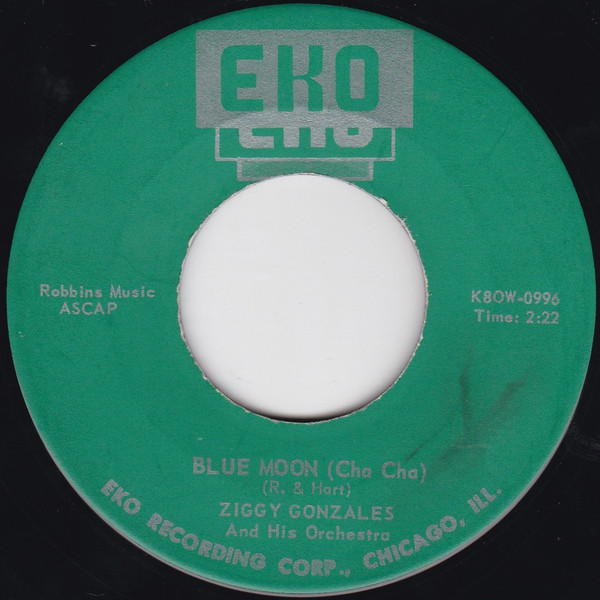 EKO
EKO
Robbins Music
ASCAP
K8OW-0996
Time: 2:22
BLUE MOON (Cha Cha)
(R. & Hart)
ZIGGY GONZALES
And His Orchestra
EKO RECORDING CORP., CHICAGO, ILL.